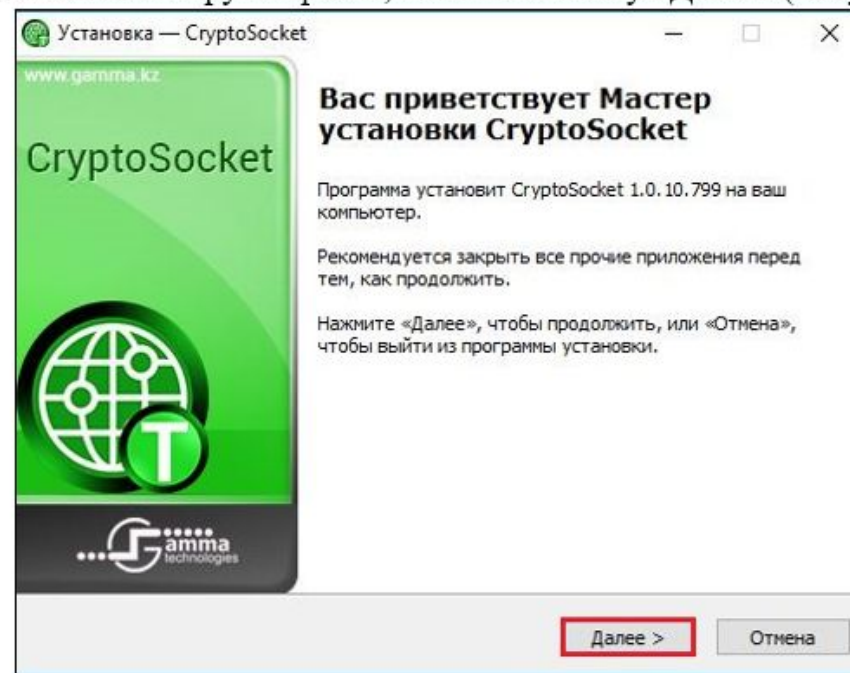 Установка — CryptoSocket
www.gamma.kz
CryptoSocket
Вас приветствует Мастер
установки CryptoSocket
Программа установит CryptoSocket 1.0.10.799 на ваш
компьютер.
Рекомендуется закрыть все прочие приложения перед
тем, как продолжить.
Нажмите «Далее», чтобы продолжить, или «Отмена»,
чтобы выйти из программы установки.
T
Gamma
technologies
Далее >
Отмена